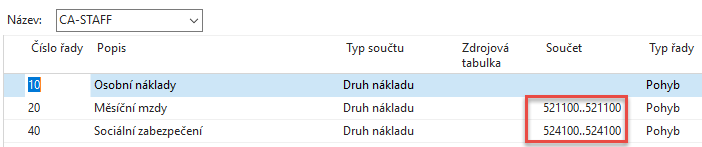 Název: CA-STAFF
Číslo řady Popis Typ součtu Zdrojová tabulka Součet Typ řady
10 Osobní náklady Druh nákladu Pohyb
20 Měsíční mzdy Druh nákladu 521100..521100 Pohyb
40 Sociální zabezpečení Druh nákladu 524100..524100 Pohyb